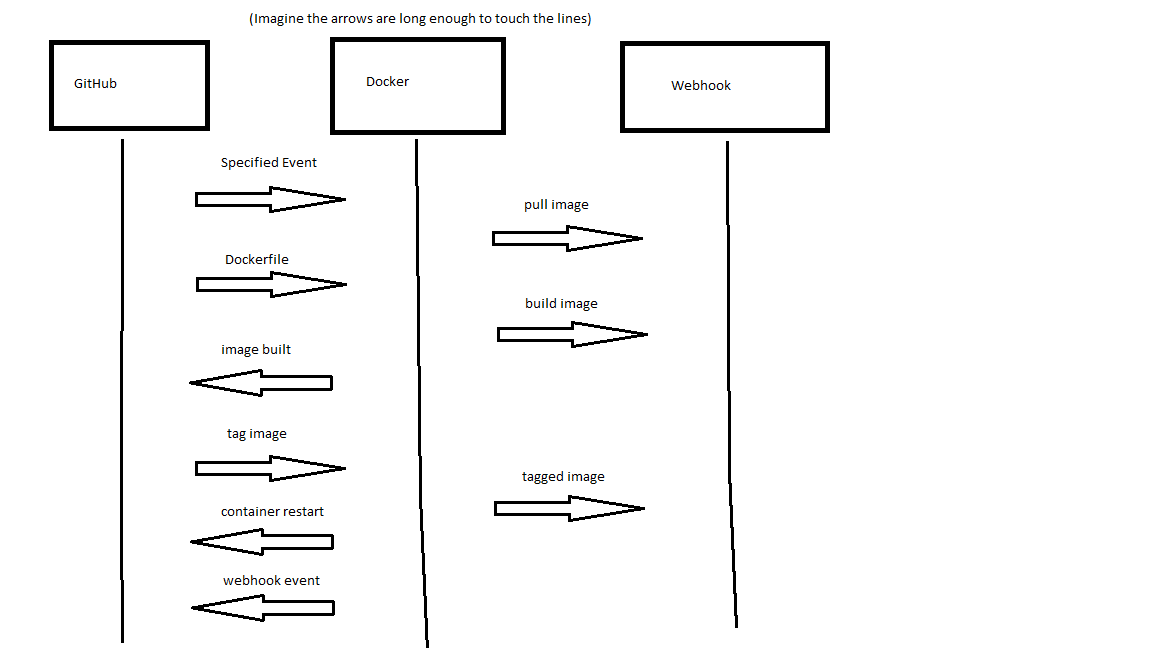 (Imagine the arrows are long enough to touch the lines)
GitHub
Docker
Webhook
Specified Event
pull image
Dockerfile
build image
image built
tag image
tagged image
container restart
webhook event